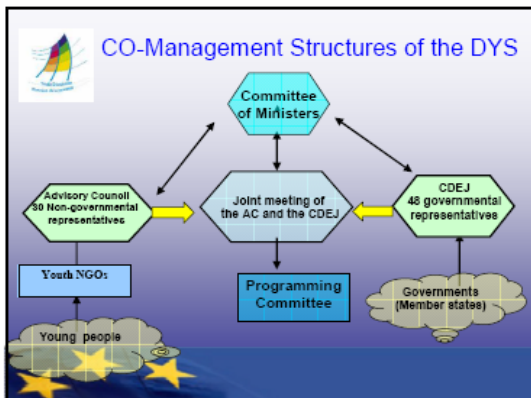 CO-Management Structures of the DYS
Committee
of Ministers
Advisory Council
30 Non-governmental
representatives
Joint meeting of
the AC and the CDEJ
CDEJ
48 governmental
representatives
Youth NGOs
Programming
Committee
Governments
(Member states)
Young people